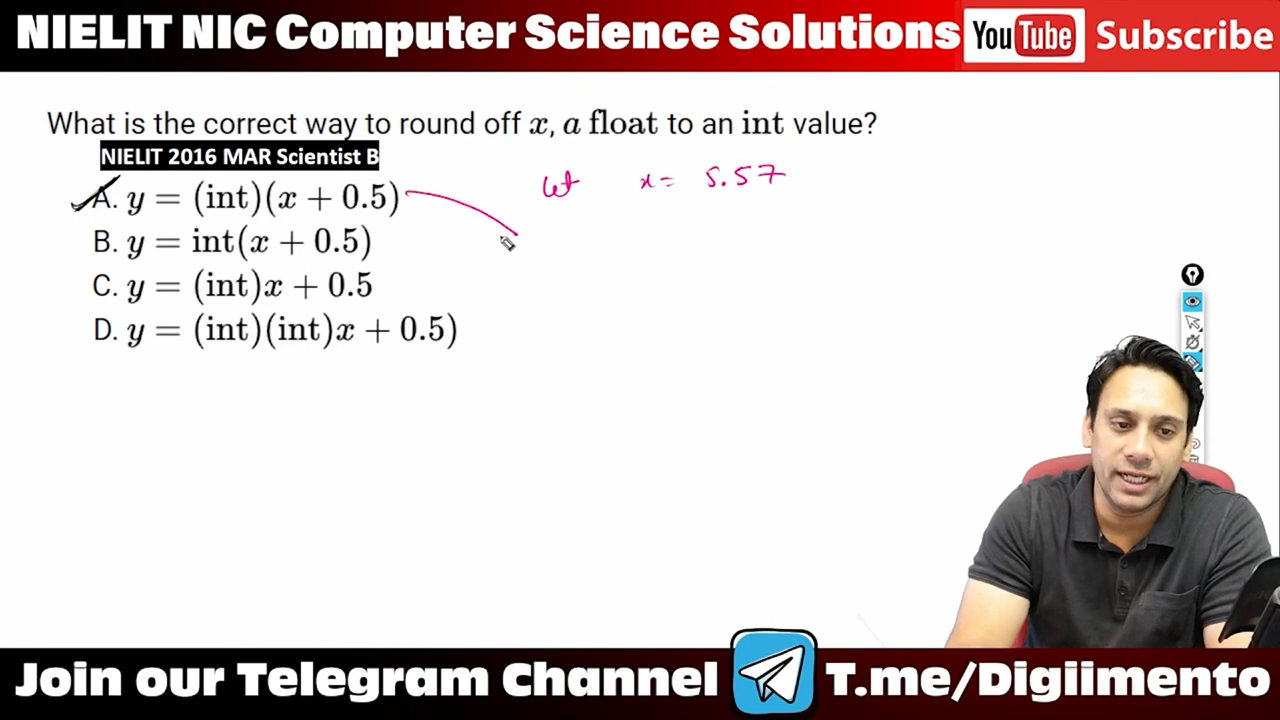 NIELIT NIC Computer Science Solutions YouTube Subscribe
What is the correct way to round off x, a float to an int value?
NIELIT 2016 MAR Scientist B
A. y = (int)(x + 0.5)
let x = 5.57
B. y = int(x + 0.5)
C. y = (int)x + 0.5
D. y = (int)(int)x + 0.5)
Join our Telegram Channel T.me/Digiimento